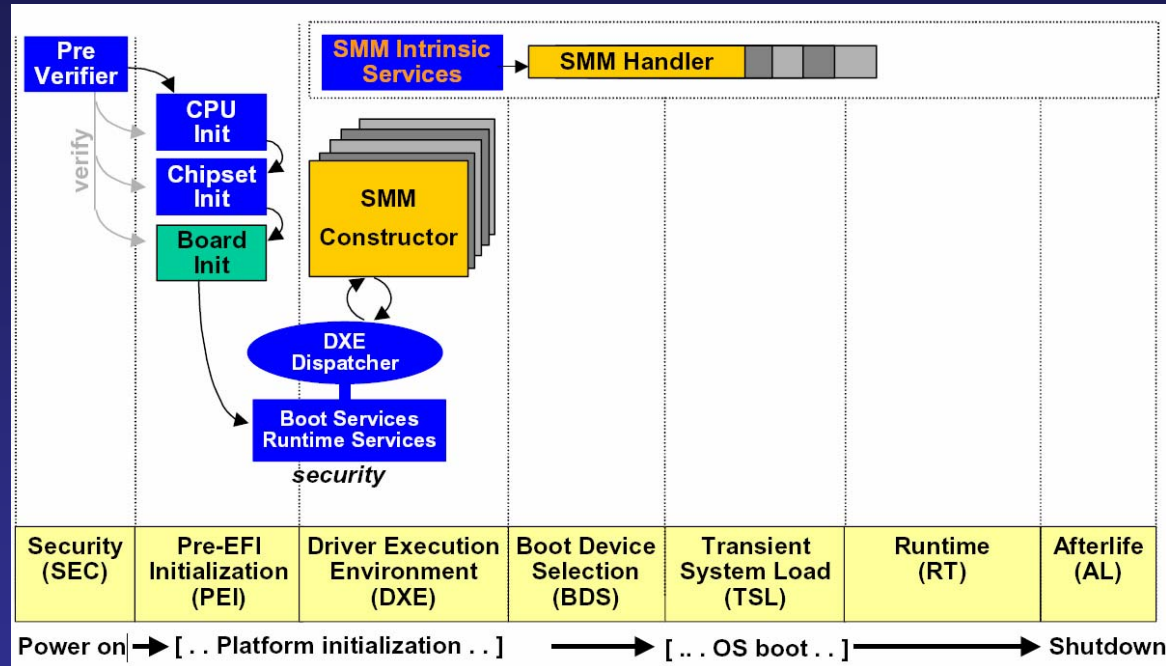 Pre
Verifier
SMM Intrinsic
Services
SMM Handler
CPU
Init
verify
Chipset
Init
SMM
Constructor
Board
Init
DXE
Dispatcher
Boot Services
Runtime Services
security
Security
(SEC)
Pre-EFI
Initialization
(PEI)
Driver Execution
Environment
(DXE)
Boot Device
Selection
(BDS)
Transient
System Load
(TSL)
Runtime
(RT)
Afterlife
(AL)
Power on
[ . . Platform initialization . . ]
[ .. . OS boot . . ]
Shutdown